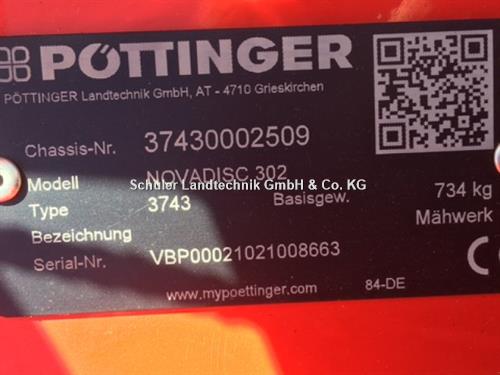 PÖTTINGER
PÖTTINGER Landtechnik GmbH, AT - 4710 Grieskirchen
Chassis-Nr. 37430002509
Modell NOVADISC 302
Schuler Landtechnik GmbH & Co. KG
Type 3743 Basisgew. 734 kg
Bezeichnung Mähwerk
Serial-Nr. VBP00021021008663
www.mypoettinger.com 84-DE